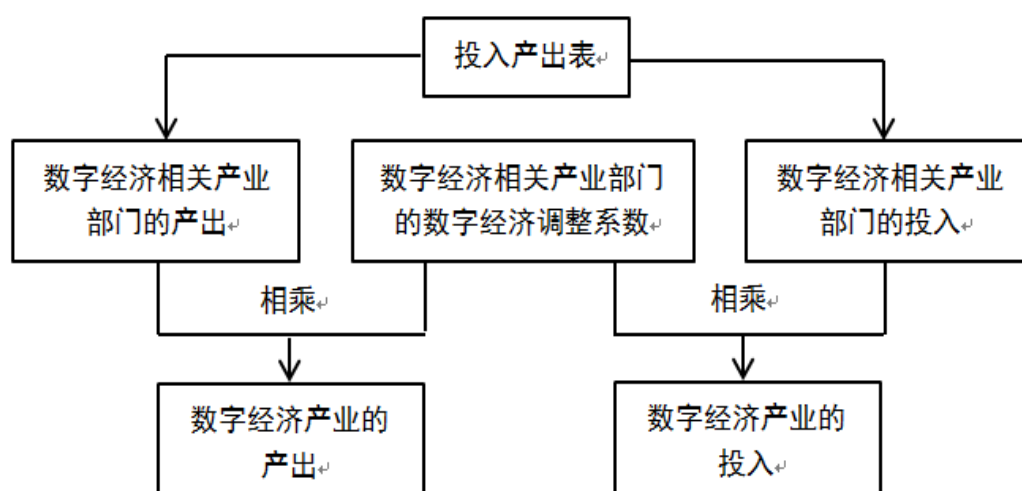 投入产出表
数字经济相关产业
部门的产出
数字经济相关产业部门
的数字经济调整系数
数字经济相关产业
部门的投入
相乘
相乘
数字经济产业的
产出
数字经济产业的
投入